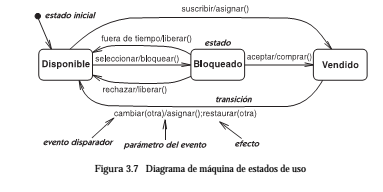 suscribir/asignar()
estado inicial
fuera de tiempo/liberar()
estado
Disponible
seleccionar/bloquear()
Bloqueado
aceptar/comprar()
Vendido
rechazar/liberar()
transición
cambiar(otra)/asignar();restaurar(otra)
evento disparador
parámetro del evento
efecto
Figura 3.7 Diagrama de máquina de estados de uso